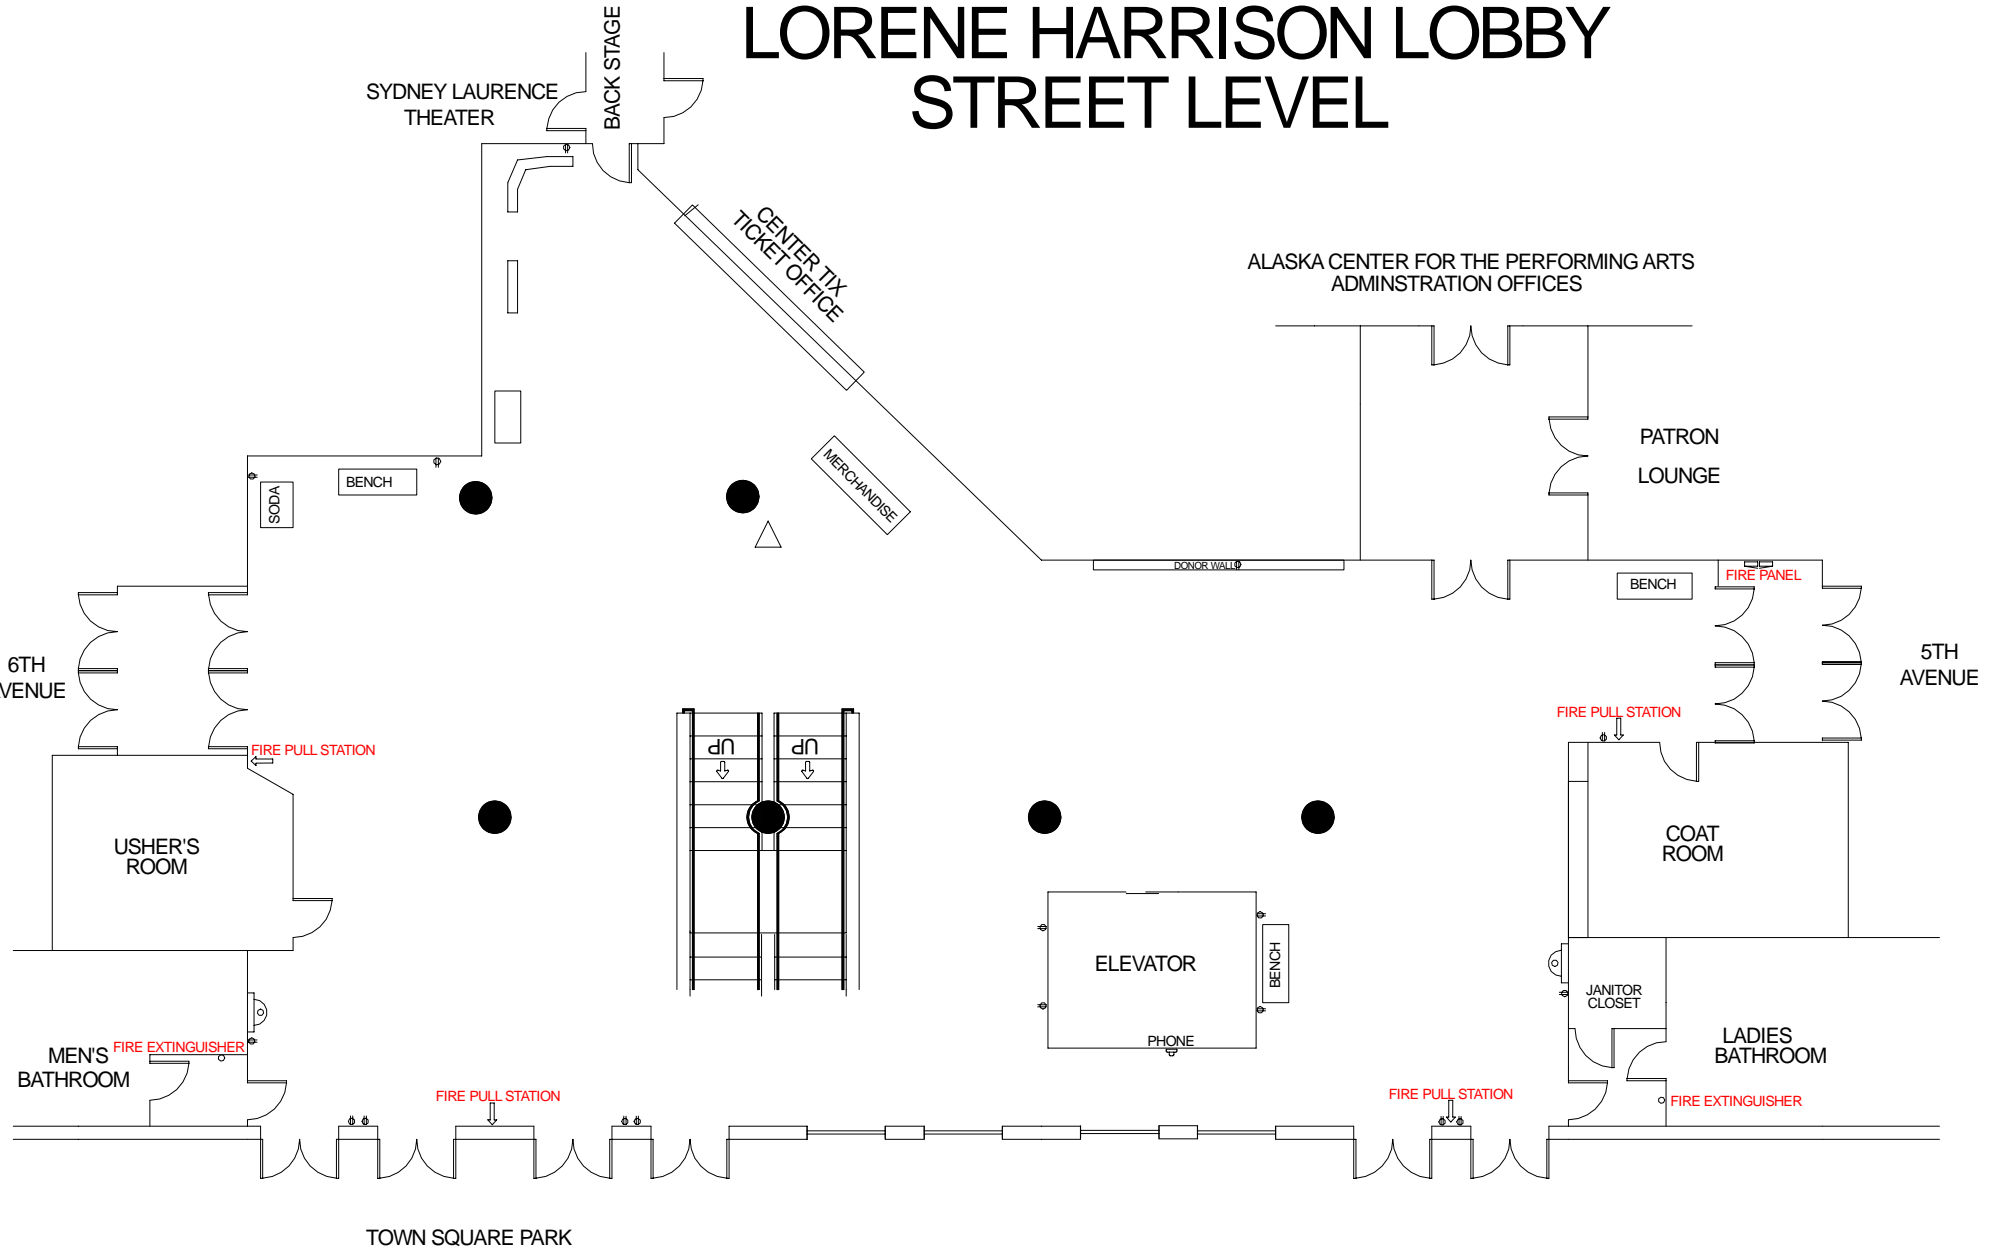 LORENE HARRISON LOBBY
STREET LEVEL
BACK STAGE
SYDNEY LAURENCE
THEATER
CENTER TIX
TICKET OFFICE
ALASKA CENTER FOR THE PERFORMING ARTS
ADMINSTRATION OFFICES
PATRON
LOUNGE
MERCHANDISE
BENCH
SODA
DONOR WALL
BENCH
FIRE PANEL
6TH
VENUE
5TH
AVENUE
FIRE PULL STATION
FIRE PULL STATION
UP
UP
USHER'S
ROOM
COAT
ROOM
ELEVATOR
BENCH
JANITOR
CLOSET
PHONE
MEN'S
BATHROOM
FIRE EXTINGUISHER
LADIES
BATHROOM
FIRE PULL STATION
FIRE PULL STATION
FIRE EXTINGUISHER
TOWN SQUARE PARK